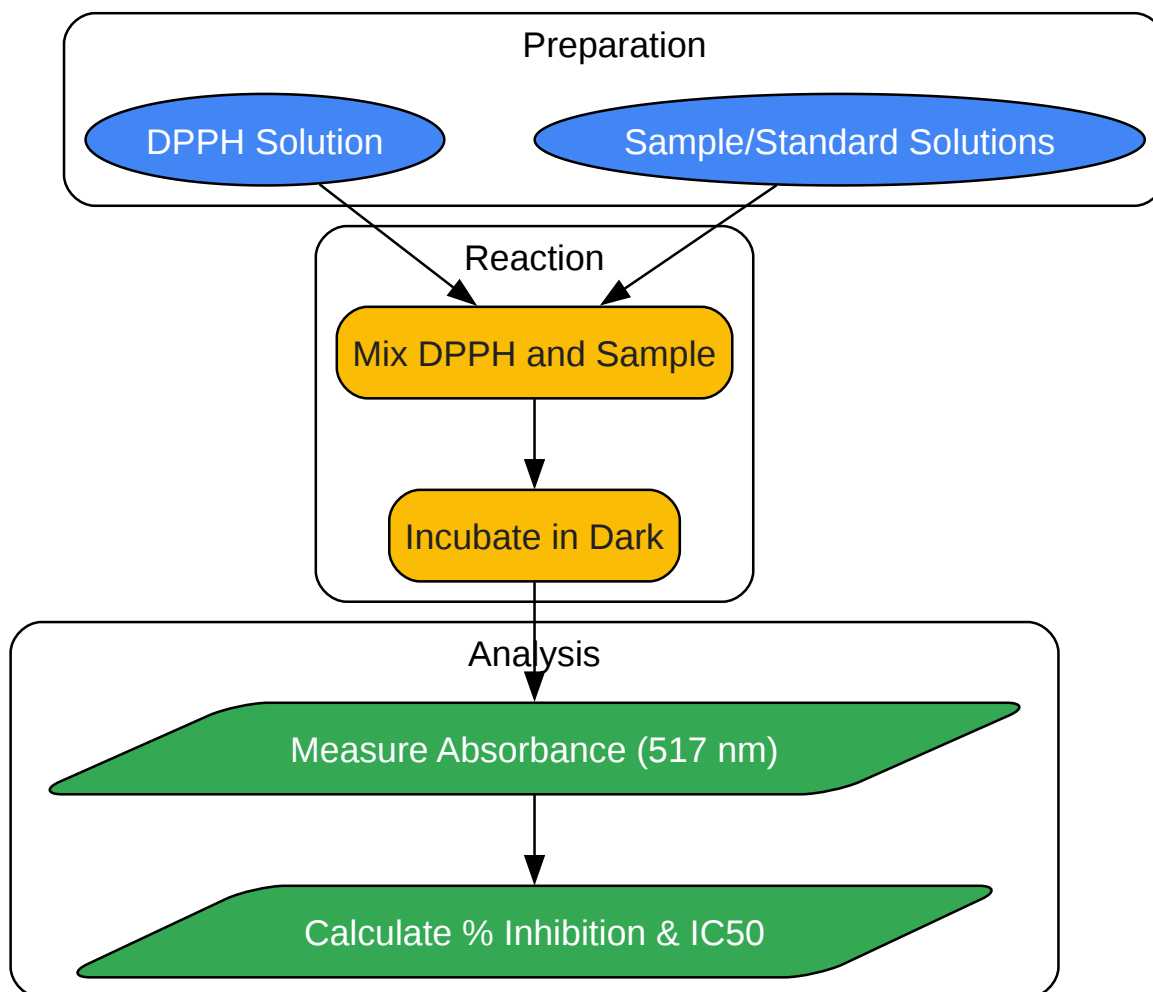 Preparation
DPPH Solution
Sample/Standard Solutions
Reaction
Mix DPPH and Sample
Incubate in Dark
Analysis
Measure Absorbance (517 nm)
Calculate % Inhibition & IC50